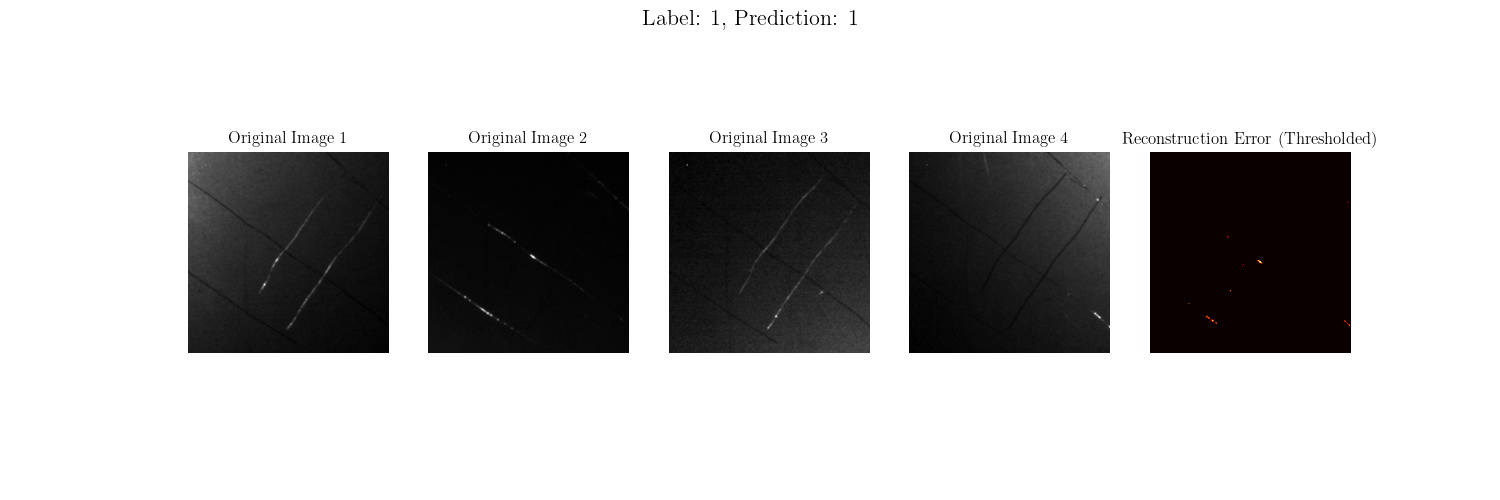 Label: 1, Prediction: 1
Original Image 1
Original Image 2
Original Image 3
Original Image 4
Reconstruction Error (Thresholded)